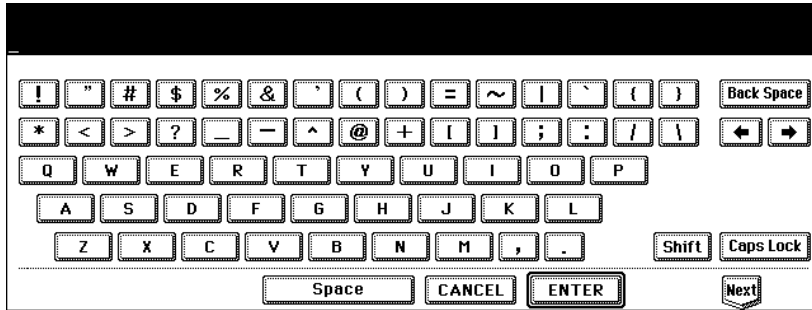 _
! " # $ % & ' ( ) = ~ | ` { } Back Space
* < > ? _ - ^ @ + [ ] ; : / \ ← →
Q W E R T Y U I O P
A S D F G H J K L
Z X C V B N M , . Shift Caps Lock
Space CANCEL ENTER Next